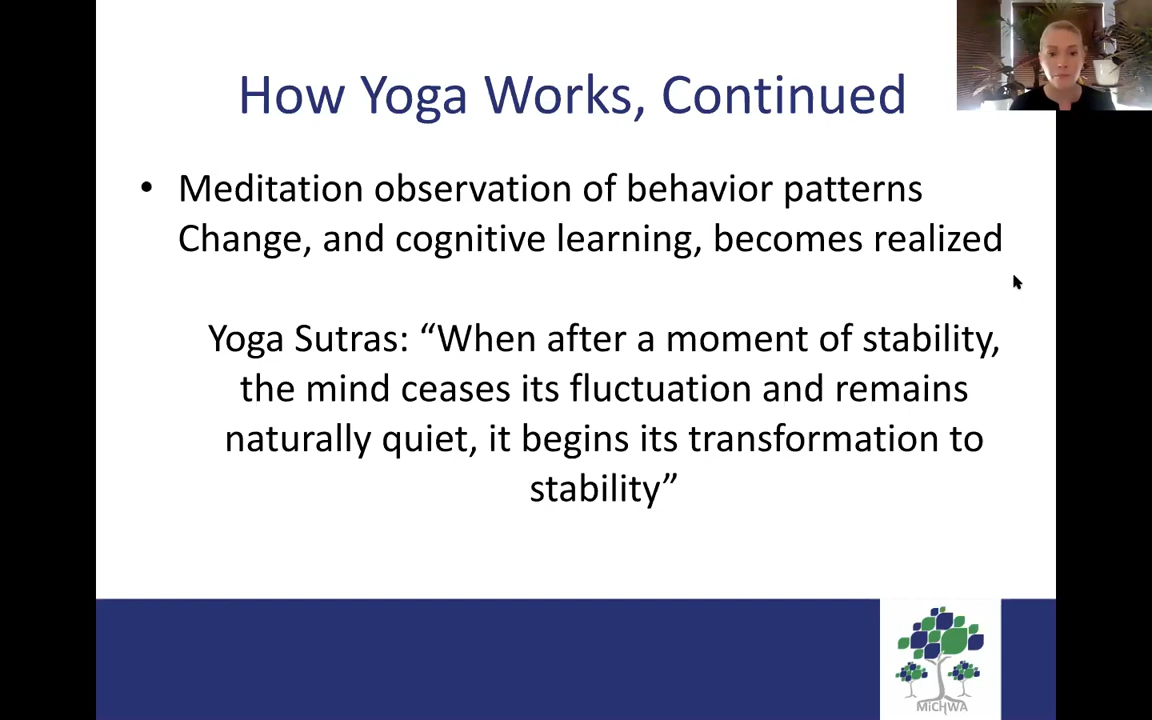 How Yoga Works, Continued
• Meditation observation of behavior patterns
Change, and cognitive learning, becomes realized
Yoga Sutras: “When after a moment of stability,
the mind ceases its fluctuation and remains
naturally quiet, it begins its transformation to
stability”
MiCHWA